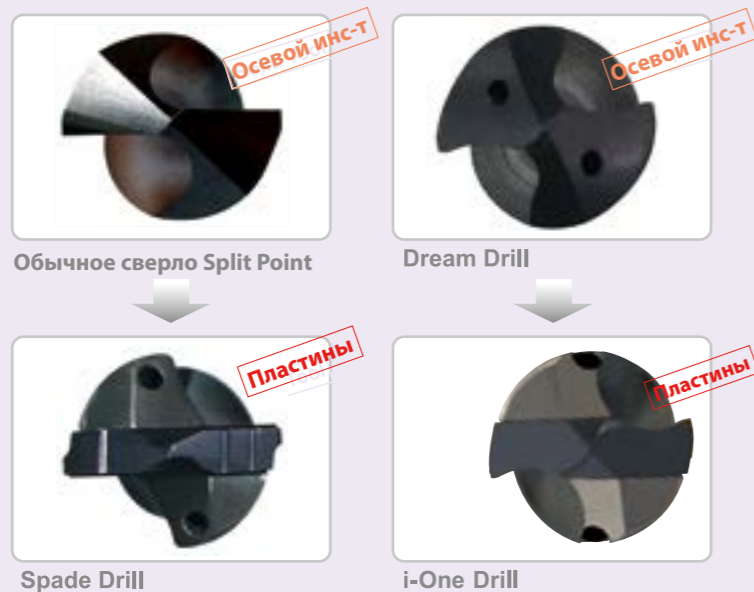 Осевой инс-т
Осевой инс-т
Обычное сверло Split Point
Dream Drill
Пластины
Пластины
Spade Drill
i-One Drill